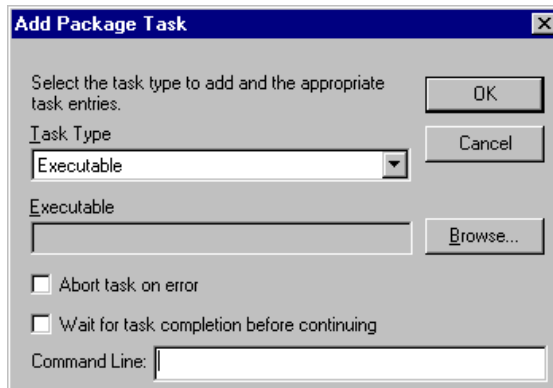 Add Package Task
Select the task type to add and the appropriate
task entries.
OK
Task Type
Cancel
Executable
Executable
Browse...
Abort task on error
Wait for task completion before continuing
Command Line: